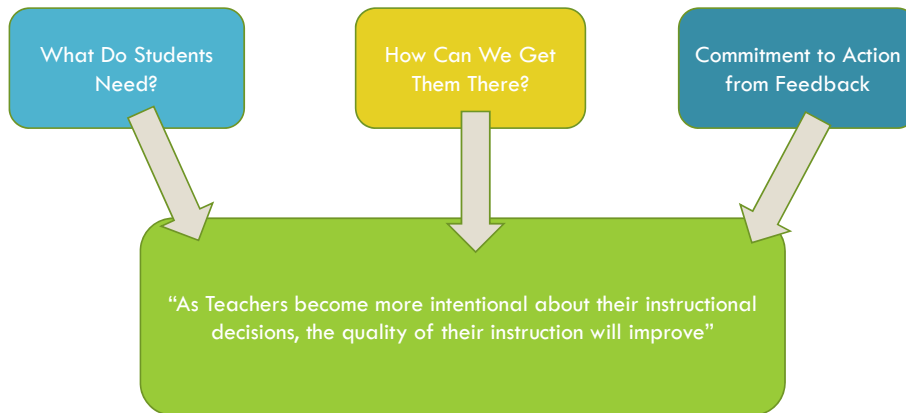 What Do Students
Need?
How Can We Get
Them There?
Commitment to Action
from Feedback
“As Teachers become more intentional about their instructional
decisions, the quality of their instruction will improve”